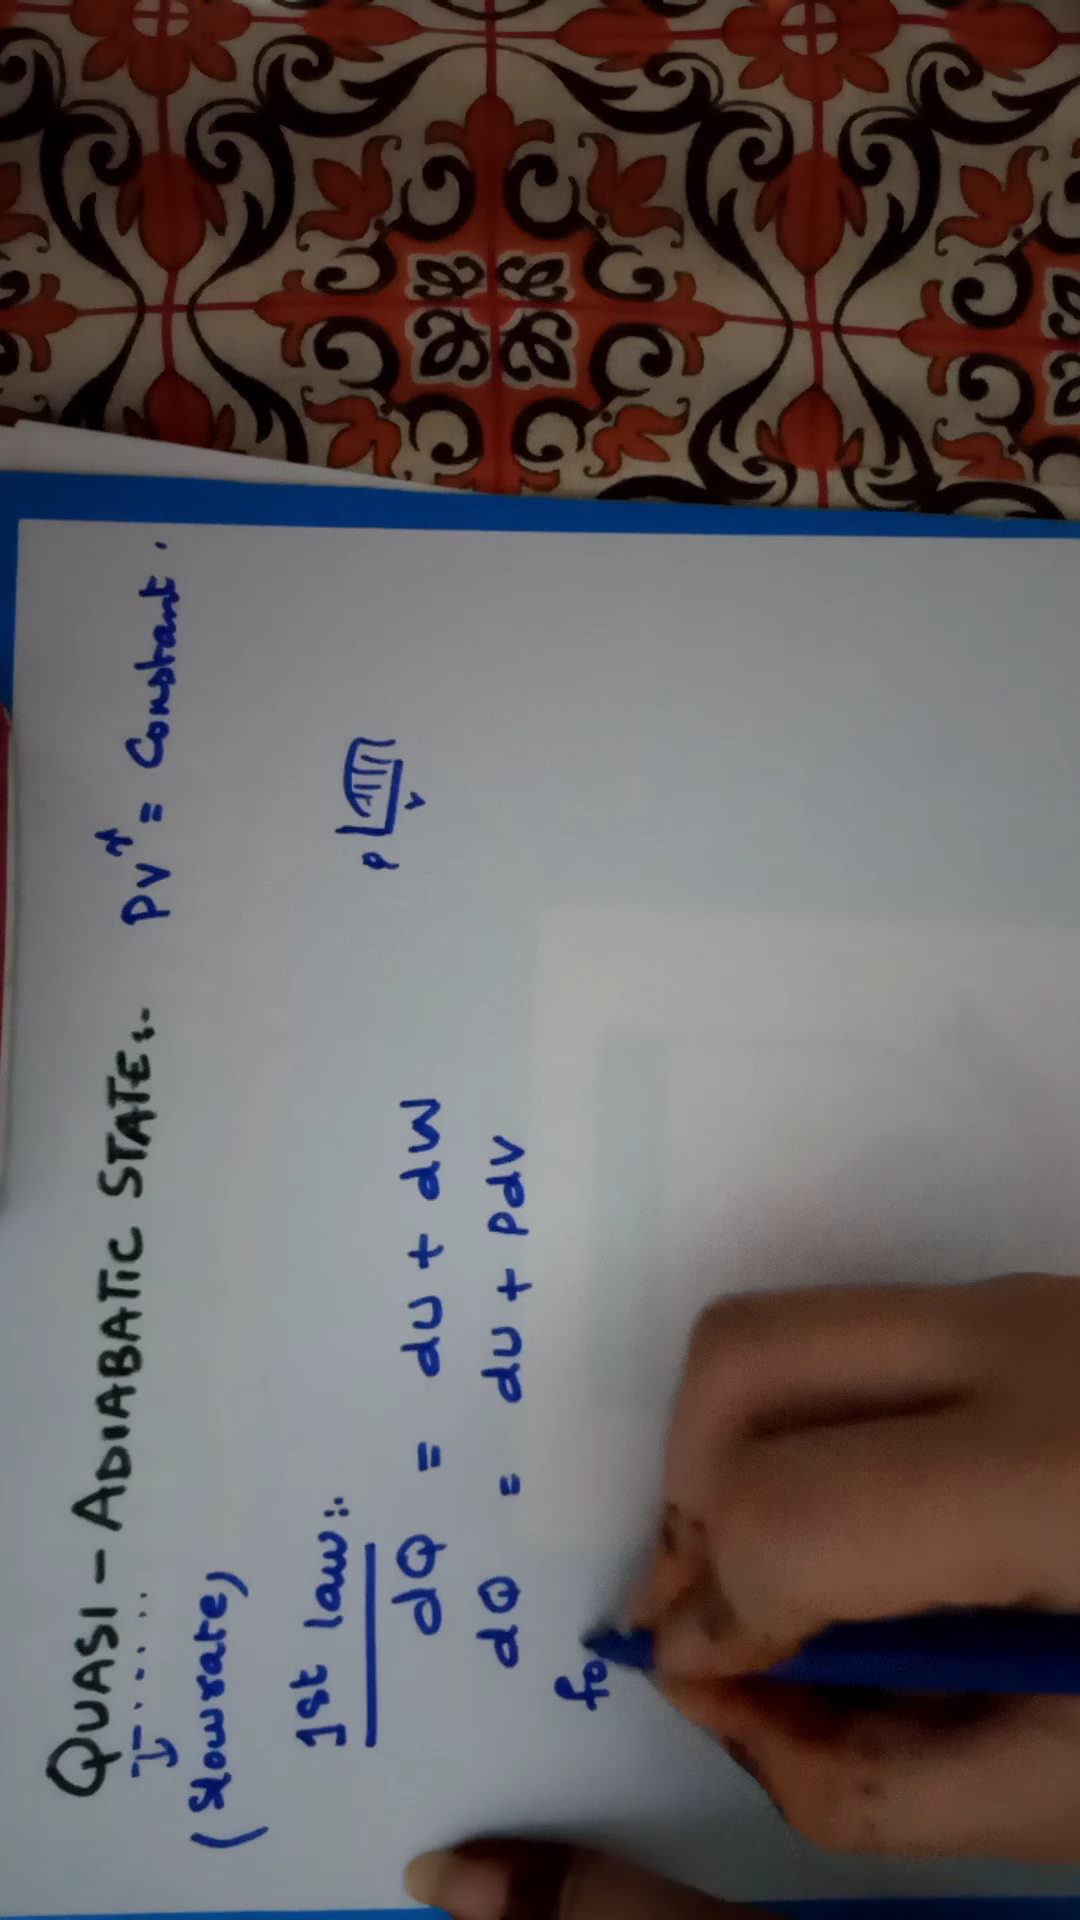 QUASI - ADIABATIC STATE:- PV^γ = Constant.
(Slow rate)
1st law:-
P
V
dQ = dU + dW
dQ = dU + PdV
fo